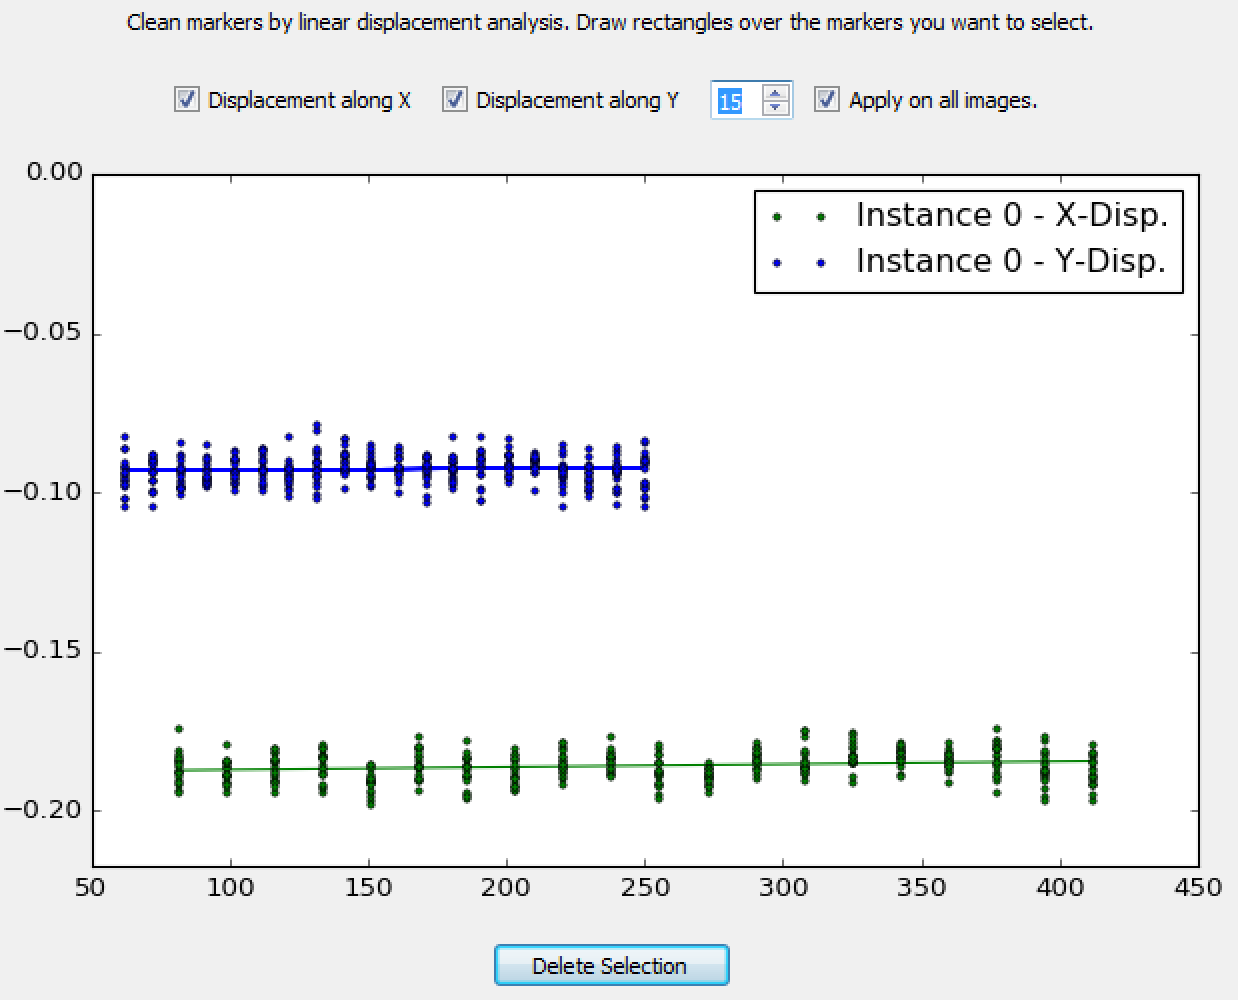 Clean markers by linear displacement analysis. Draw rectangles over the markers you want to select.
Displacement along X Displacement along Y 15 Apply on all images.
0.00
Instance 0 - X-Disp.
Instance 0 - Y-Disp.
−0.05
−0.10
−0.15
−0.20
50 100 150 200 250 300 350 400 450
Delete Selection